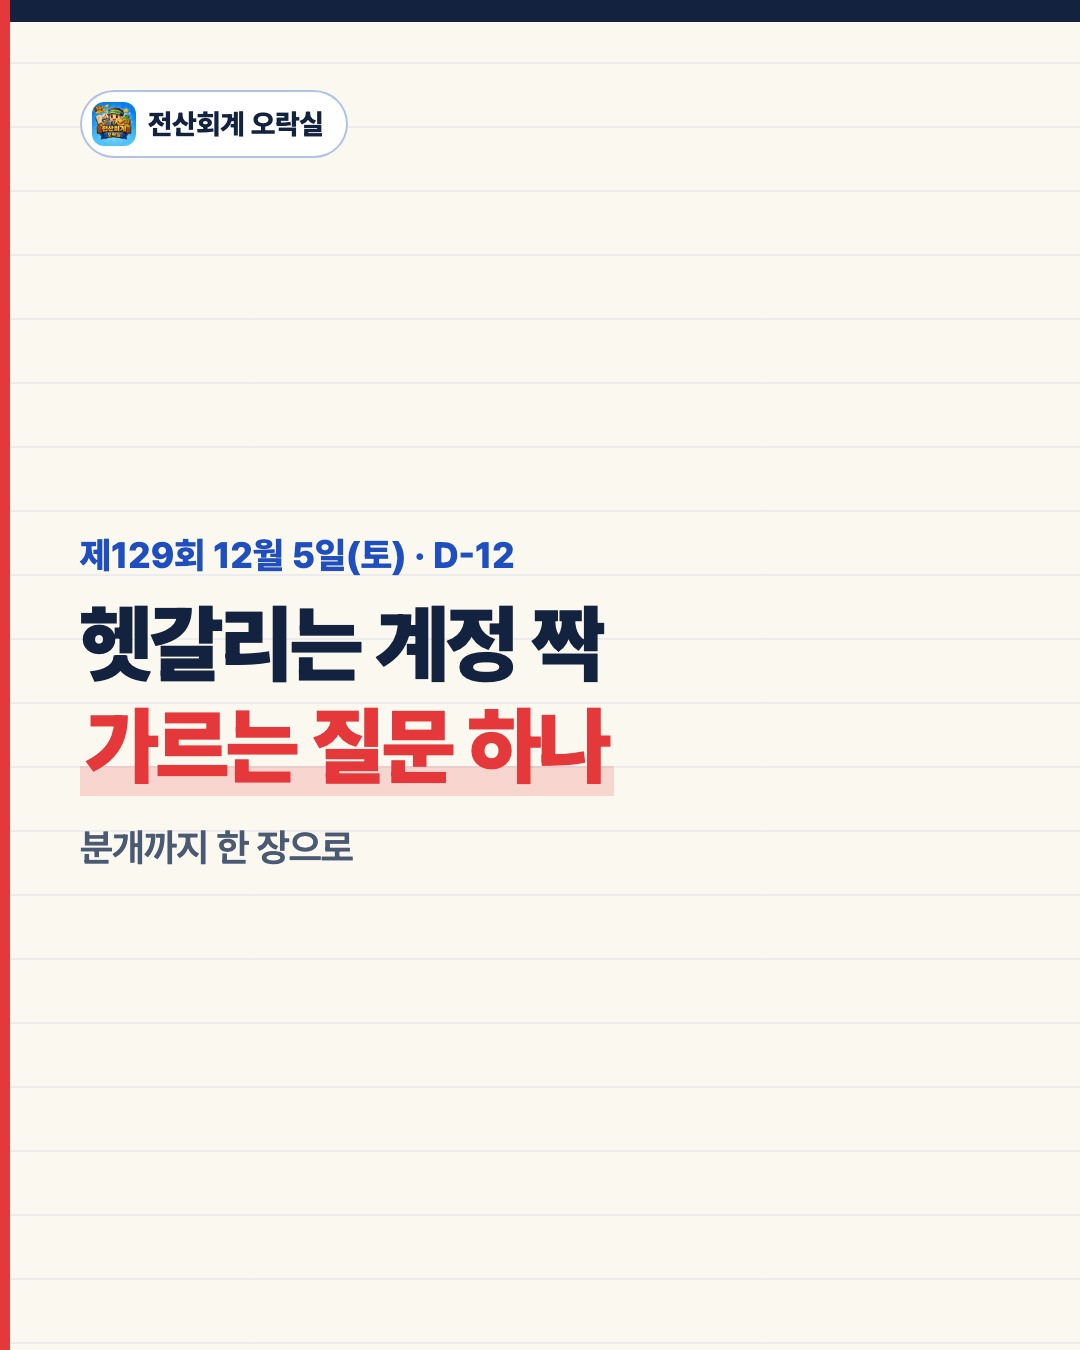 전산회계 오락실
제129회 12월 5일(토) · D-12
헷갈리는 계정 짝
가르는 질문 하나
분개까지 한 장으로